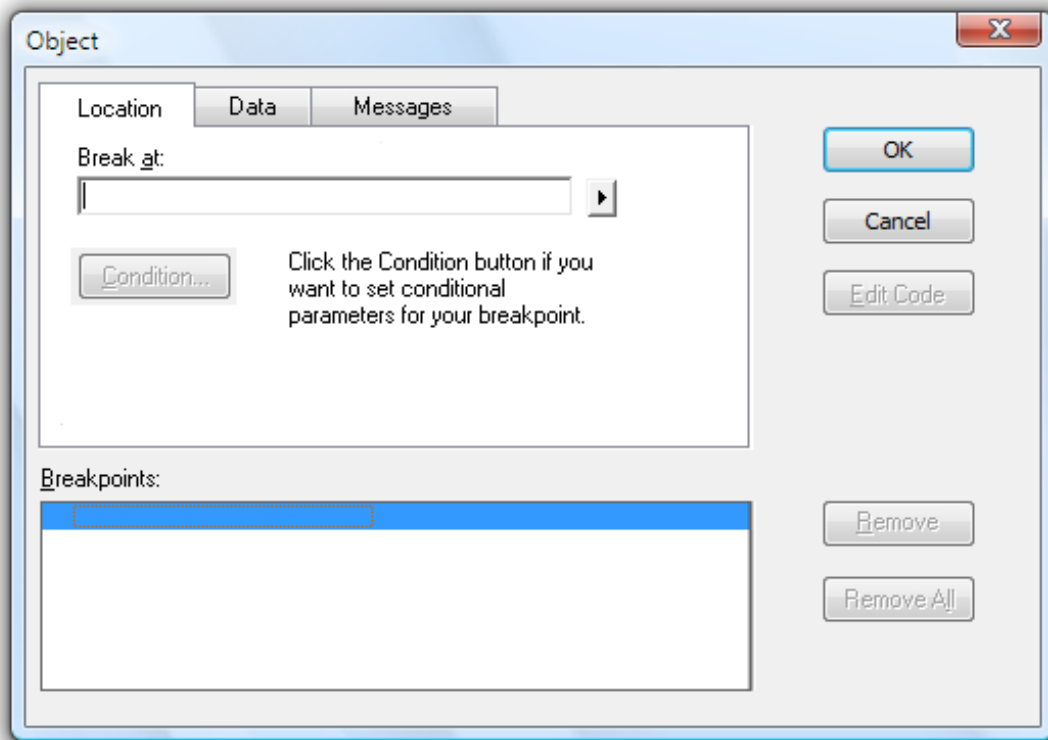 Object
Location
Data
Messages
Break at:
OK
Cancel
Condition...
Click the Condition button if you
want to set conditional
parameters for your breakpoint.
Edit Code
Breakpoints:
Remove
Remove All